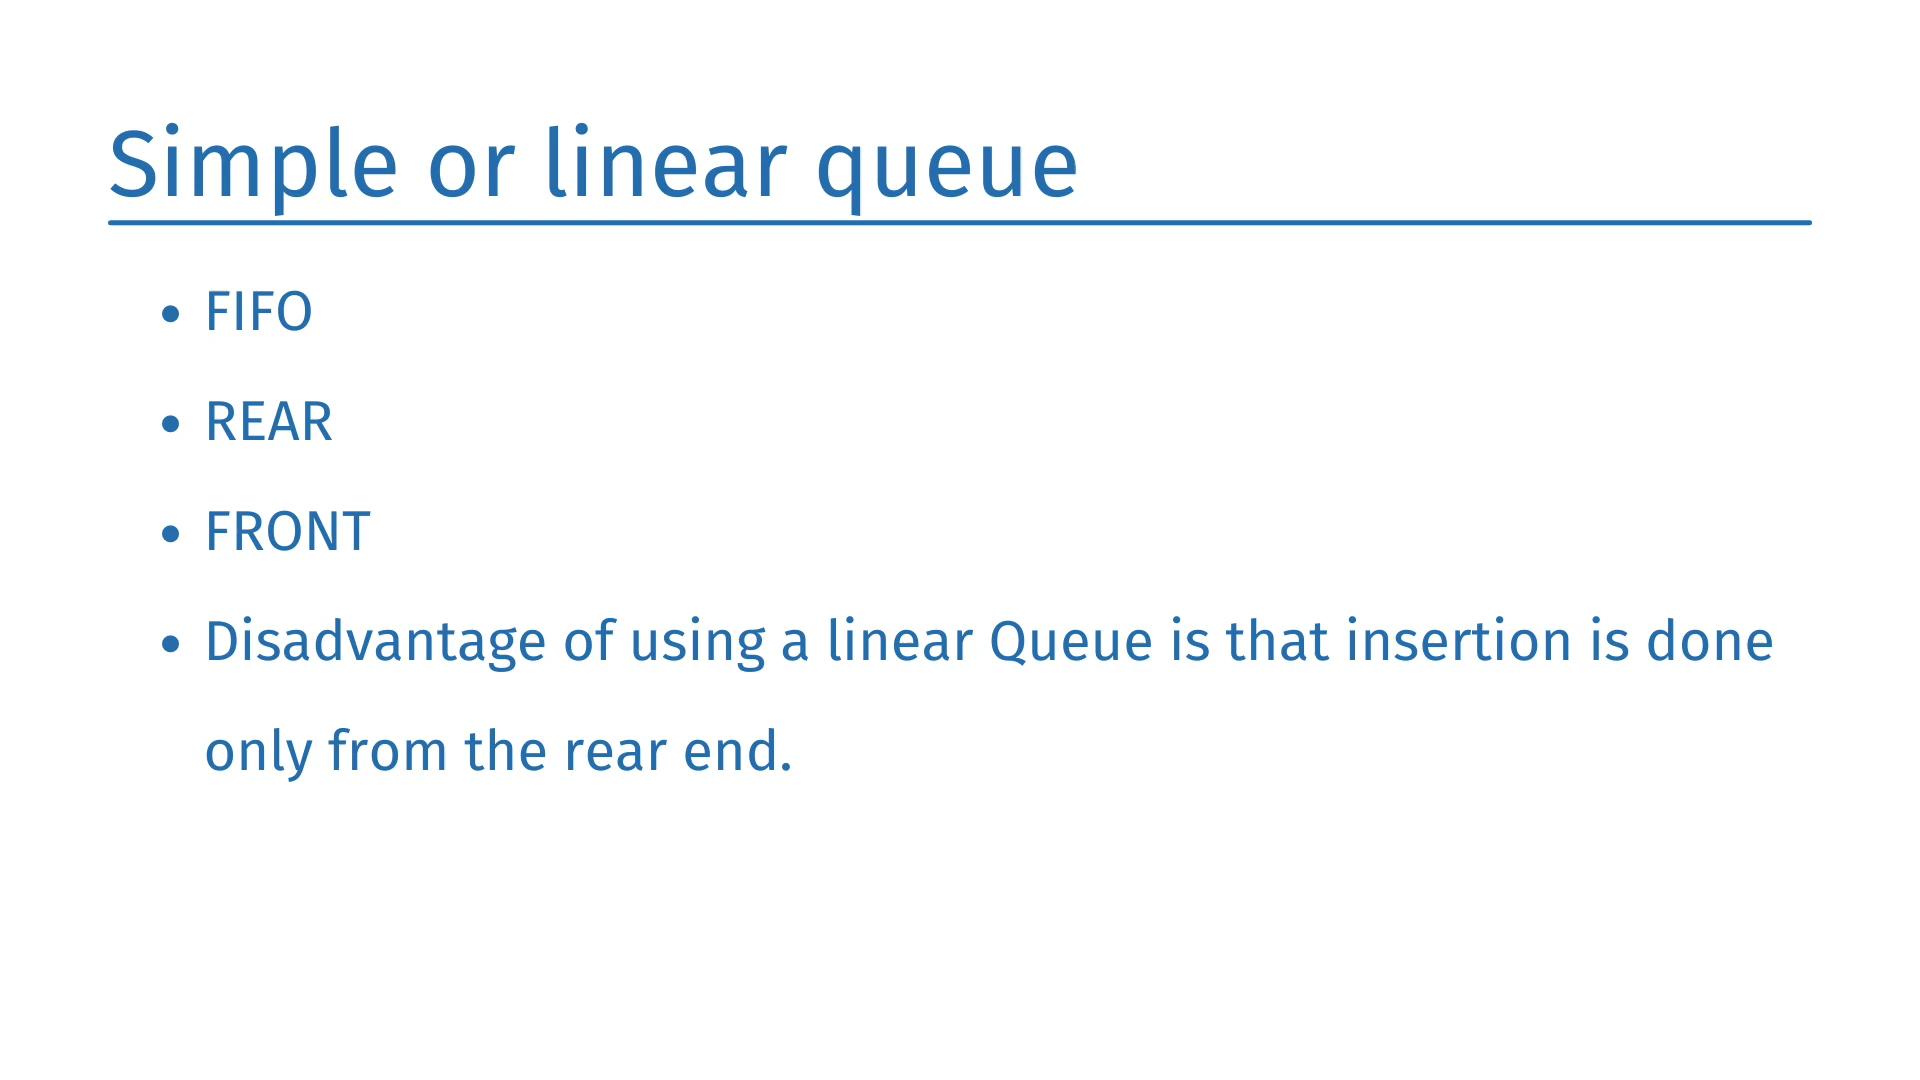 Simple or linear queue
• FIFO
• REAR
• FRONT
• Disadvantage of using a linear Queue is that insertion is done
only from the rear end.